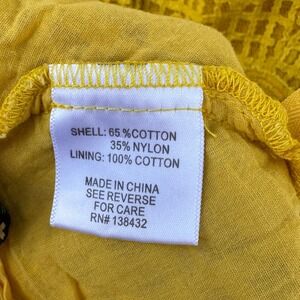 SHELL: 65 % COTTON
35% NYLON
LINING: 100% COTTON
MADE IN CHINA
SEE REVERSE
FOR CARE
RN# 138432